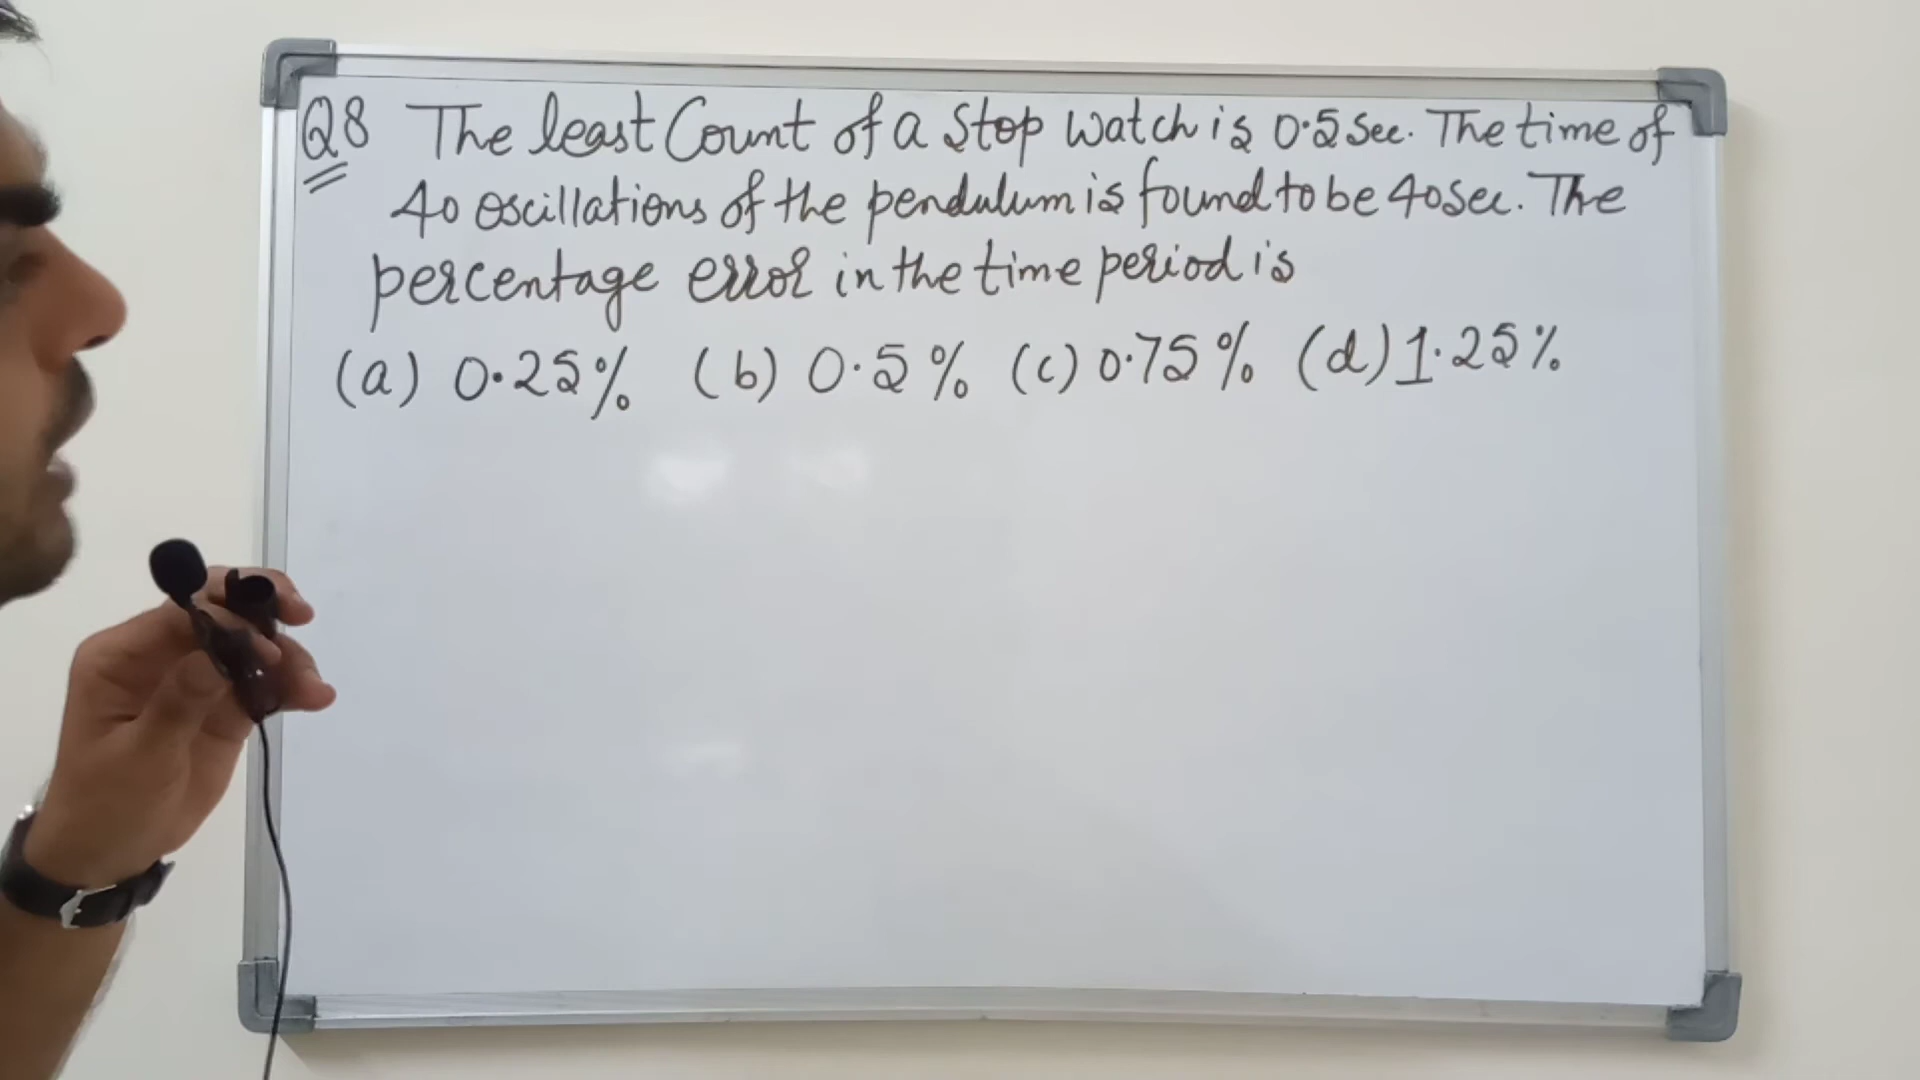 Q8 The least Count of a Stop watch is 0.5 Sec. The time of
40 oscillations of the pendulum is found to be 40 Sec. The
percentage error in the time period is
(a) 0.25% (b) 0.5% (c) 0.75% (d) 1.25%